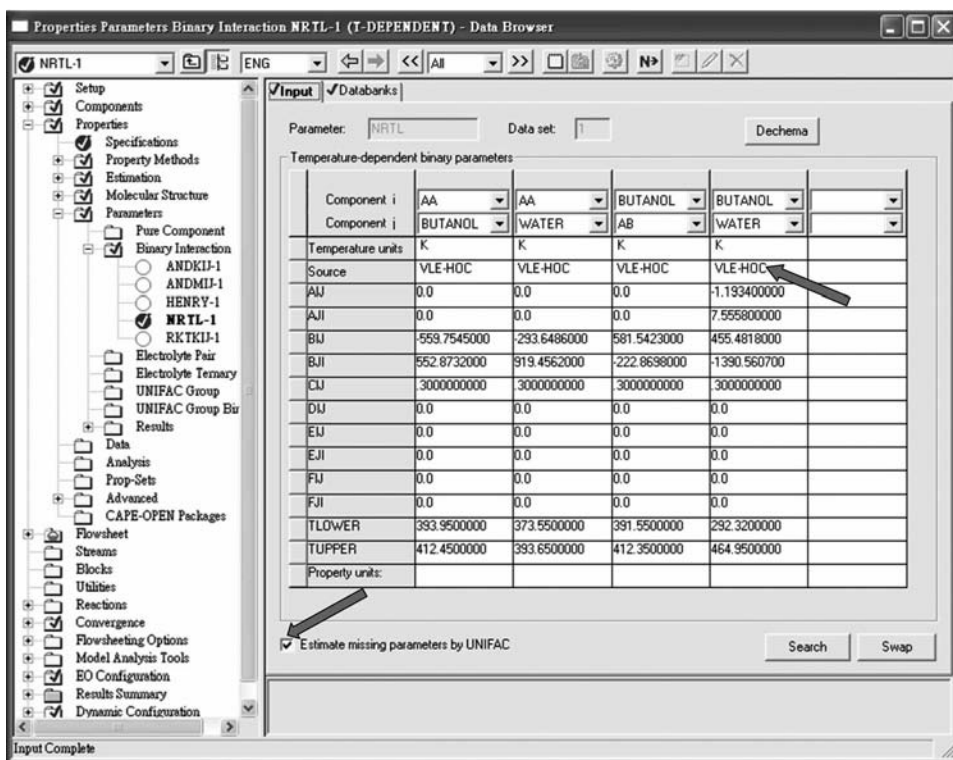 Properties Parameters Binary Interaction NRTL-1 (T-DEPENDENT) - Data Browser
NRTL-1 ENG << All >> N>
Setup
Components
Properties
Specifications
Property Methods
Estimation
Molecular Structure
Parameters
Pure Component
Binary Interaction
ANDKIJ-1
ANDMIJ-1
HENRY-1
NRTL-1
RKTKIJ-1
Electrolyte Pair
Electrolyte Ternary
UNIFAC Group
UNIFAC Group Bir
Results
Data
Analysis
Prop-Sets
Advanced
CAPE-OPEN Packages
Flowsheet
Streams
Blocks
Utilities
Reactions
Convergence
Flowsheeting Options
Model Analysis Tools
EO Configuration
Results Summary
Dynamic Configuration
Input Databanks
Parameter: NRTL Data set: 1 Dechema
Temperature-dependent binary parameters
Component i AA AA BUTANOL BUTANOL
Component j BUTANOL WATER AB WATER
Temperature units K K K K
Source VLE-HOC VLE-HOC VLE-HOC VLE-HOC
AIJ 0.0 0.0 0.0 -1.193400000
AJI 0.0 0.0 0.0 7.555800000
BIJ -559.7545000 -293.6486000 581.5423000 455.4818000
BJI 552.8732000 919.4562000 -222.8698000 -1390.560700
CIJ .3000000000 .3000000000 .3000000000 .3000000000
DIJ 0.0 0.0 0.0 0.0
EIJ 0.0 0.0 0.0 0.0
EJI 0.0 0.0 0.0 0.0
FIJ 0.0 0.0 0.0 0.0
FJI 0.0 0.0 0.0 0.0
TLOWER 393.9500000 373.5500000 391.5500000 292.3200000
TUPPER 412.4500000 393.6500000 412.3500000 464.9500000
Property units:
Estimate missing parameters by UNIFAC Search Swap
Input Complete